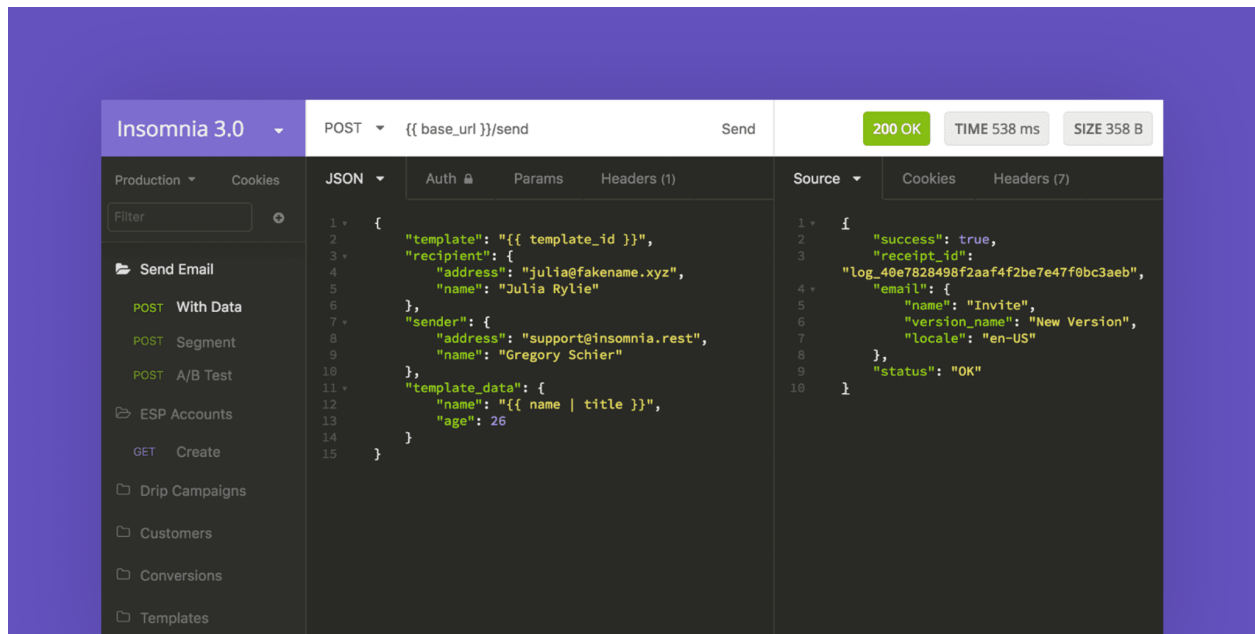 Insomnia 3.0
POST {{ base_url }}/send Send
200 OK TIME 538 ms SIZE 358 B
Production Cookies
Filter
Send Email
POST With Data
POST Segment
POST A/B Test
ESP Accounts
GET Create
Drip Campaigns
Customers
Conversions
Templates
JSON Auth Params Headers (1)
1 {
2 "template": "{{ template_id }}",
3 "recipient": {
4 "address": "julia@fakename.xyz",
5 "name": "Julia Rylie"
6 },
7 "sender": {
8 "address": "support@insomnia.rest",
9 "name": "Gregory Schier"
10 },
11 "template_data": {
12 "name": "{{ name | title }}",
13 "age": 26
14 }
15 }
Source Cookies Headers (7)
1 {
2 "success": true,
3 "receipt_id":
"log_40e7828498f2aaf4f2be7e47f0bc3aeb",
4 "email": {
5 "name": "Invite",
6 "version_name": "New Version",
7 "locale": "en-US"
8 },
9 "status": "OK"
10 }